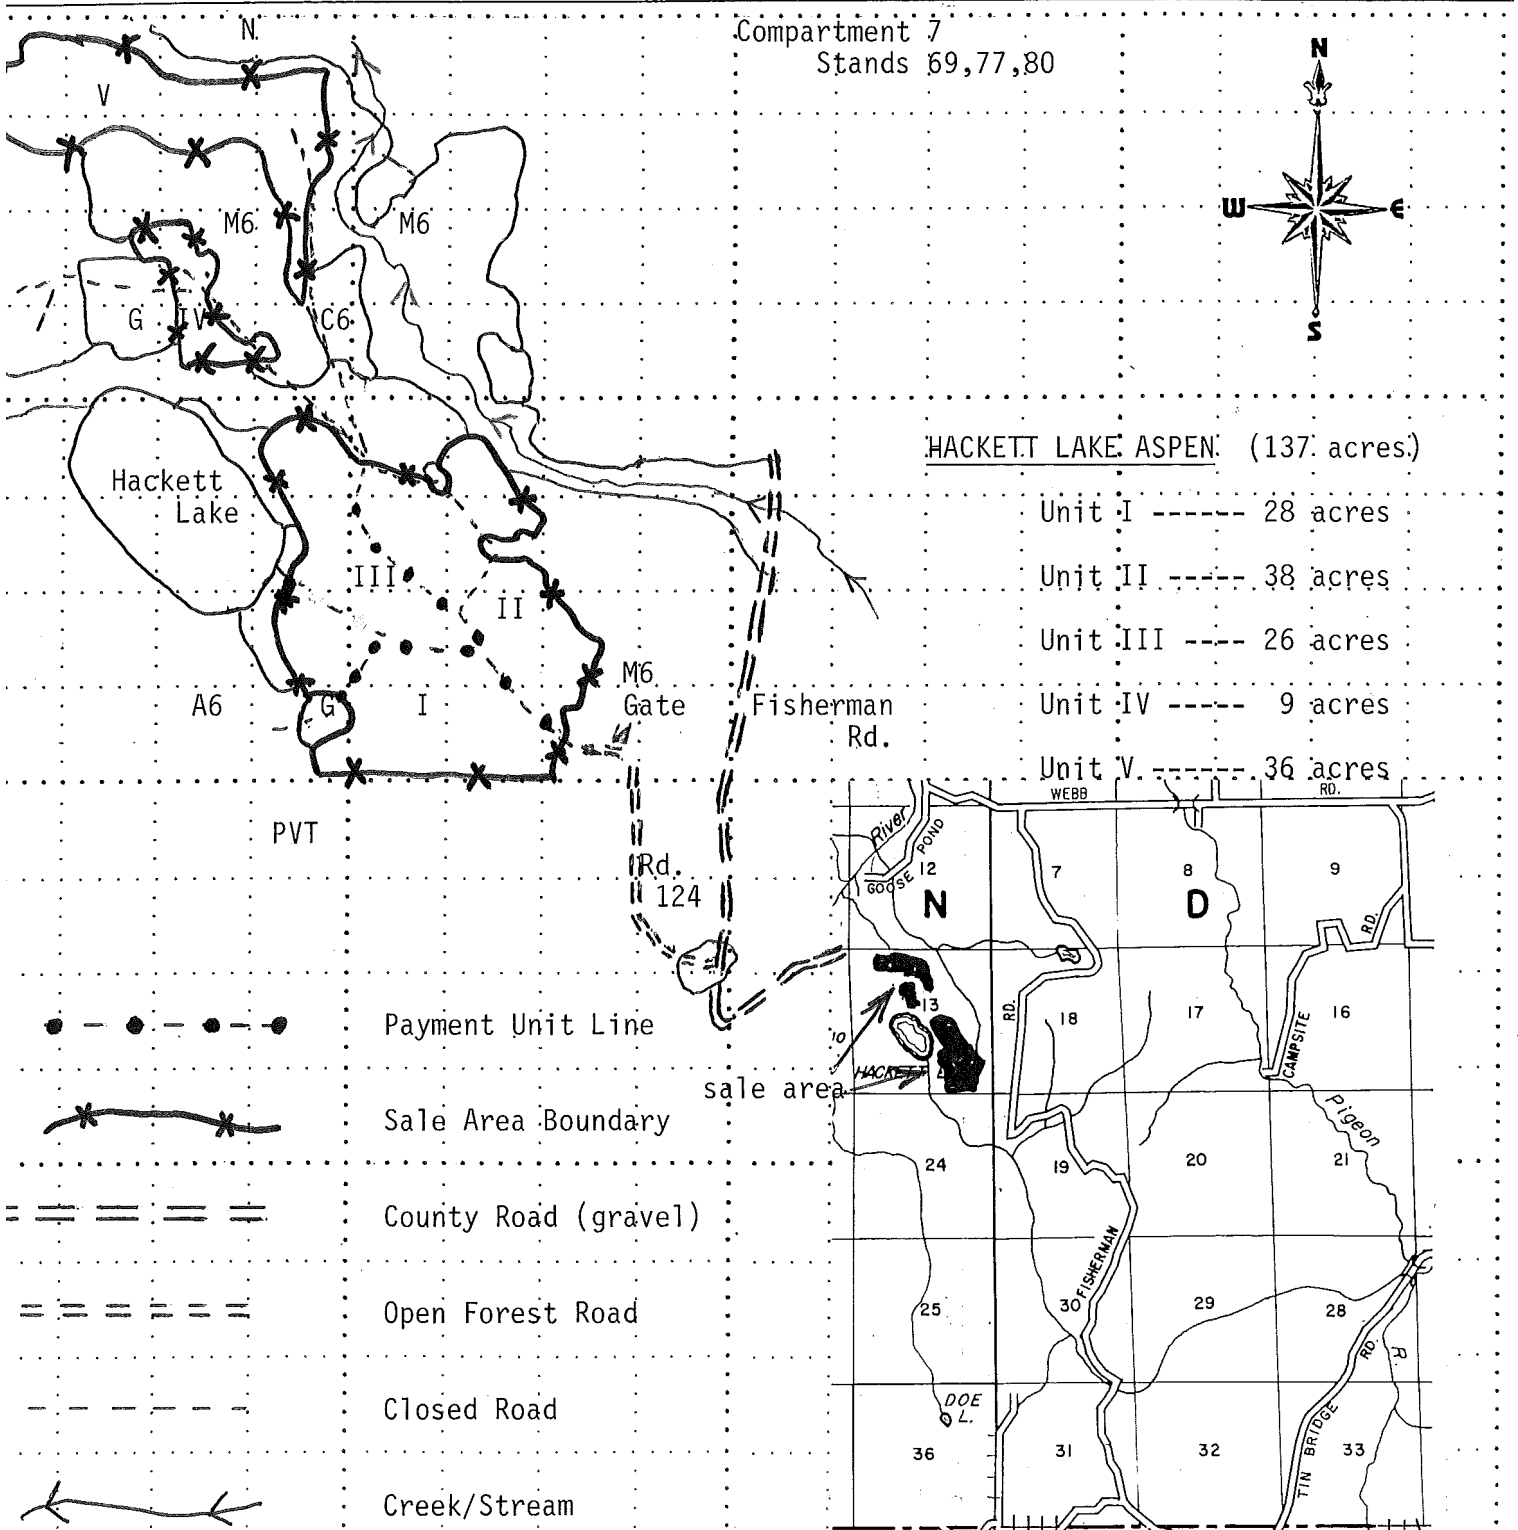 N
Compartment 7
Stands 69,77,80
N
W
E
S
V
M6
M6
G
IV
C6
HACKETT LAKE ASPEN (137 acres)
Hackett
Lake
Unit I ------ 28 acres
III
II
Unit II ----- 38 acres
Unit III ---- 26 acres
M6
Gate
A6
G
I
Fisherman
Rd.
Unit IV ----- 9 acres
Unit V ------ 36 acres
PVT
Rd.
124
WEBB
RD.
River
POND
GOOSE
12
7
8
9
N
D
RD.
13
RD.
18
17
16
CAMPSITE
10
HACKETT L.
sale area
Pigeon
24
19
20
21
FISHERMAN
25
30
29
28
RD.
R.
DOE
L.
TIN BRIDGE
36
31
32
33
Payment Unit Line
Sale Area Boundary
County Road (gravel)
Open Forest Road
Closed Road
Creek/Stream